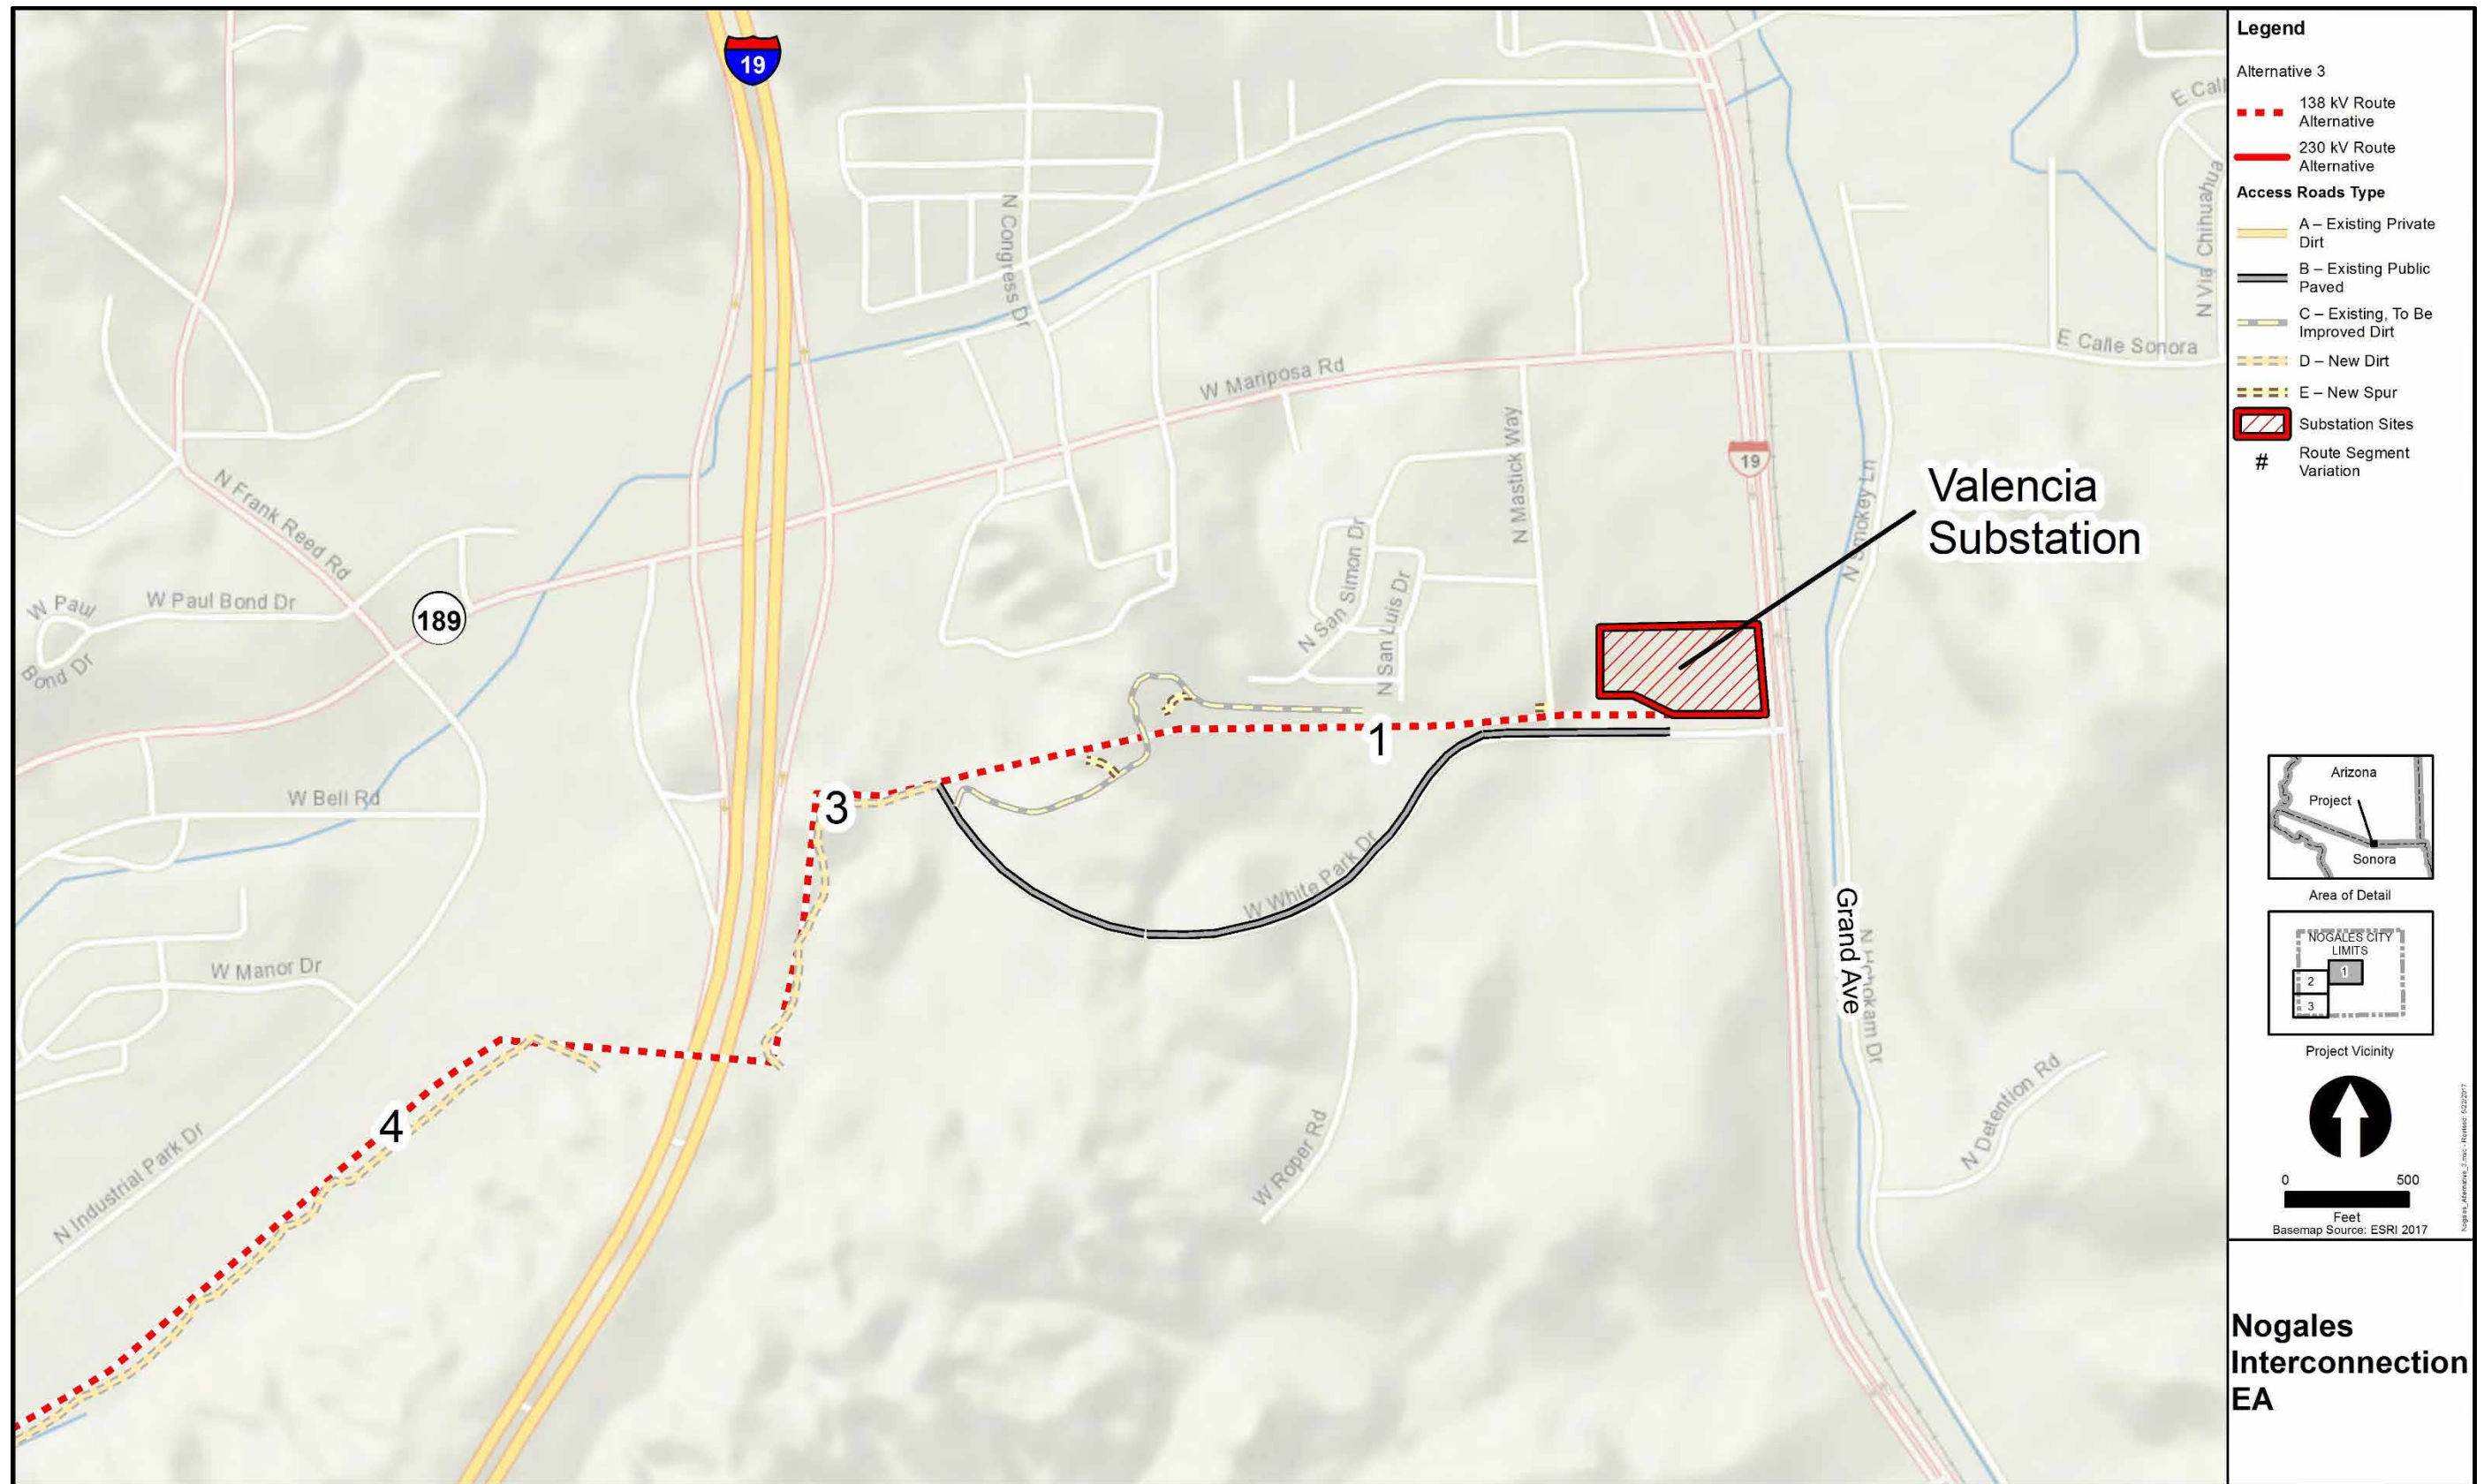 19
N Congress Dr
W Mariposa Rd
E Call
N Via Chihuahua
E Calle Sonora
N Frank Reed Rd
N Mastick Way
19
N Smokey Ln
Valencia
Substation
W Paul
Bond Dr
W Paul Bond Dr
189
N San Simon Dr
N San Luis Dr
1
3
W Bell Rd
W White Park Dr
Grand Ave
N Hohokam Dr
W Manor Dr
4
N Industrial Park Dr
W Roper Rd
N Detention Rd
Legend
Alternative 3
138 kV Route
Alternative
230 kV Route
Alternative
Access Roads Type
A – Existing Private
Dirt
B – Existing Public
Paved
C – Existing, To Be
Improved Dirt
D – New Dirt
E – New Spur
Substation Sites
# Route Segment
Variation
Arizona
Project
Sonora
Area of Detail
NOGALES CITY
LIMITS
1
2
3
Project Vicinity
0 500
Feet
Basemap Source: ESRI 2017
Nogales
Interconnection
EA